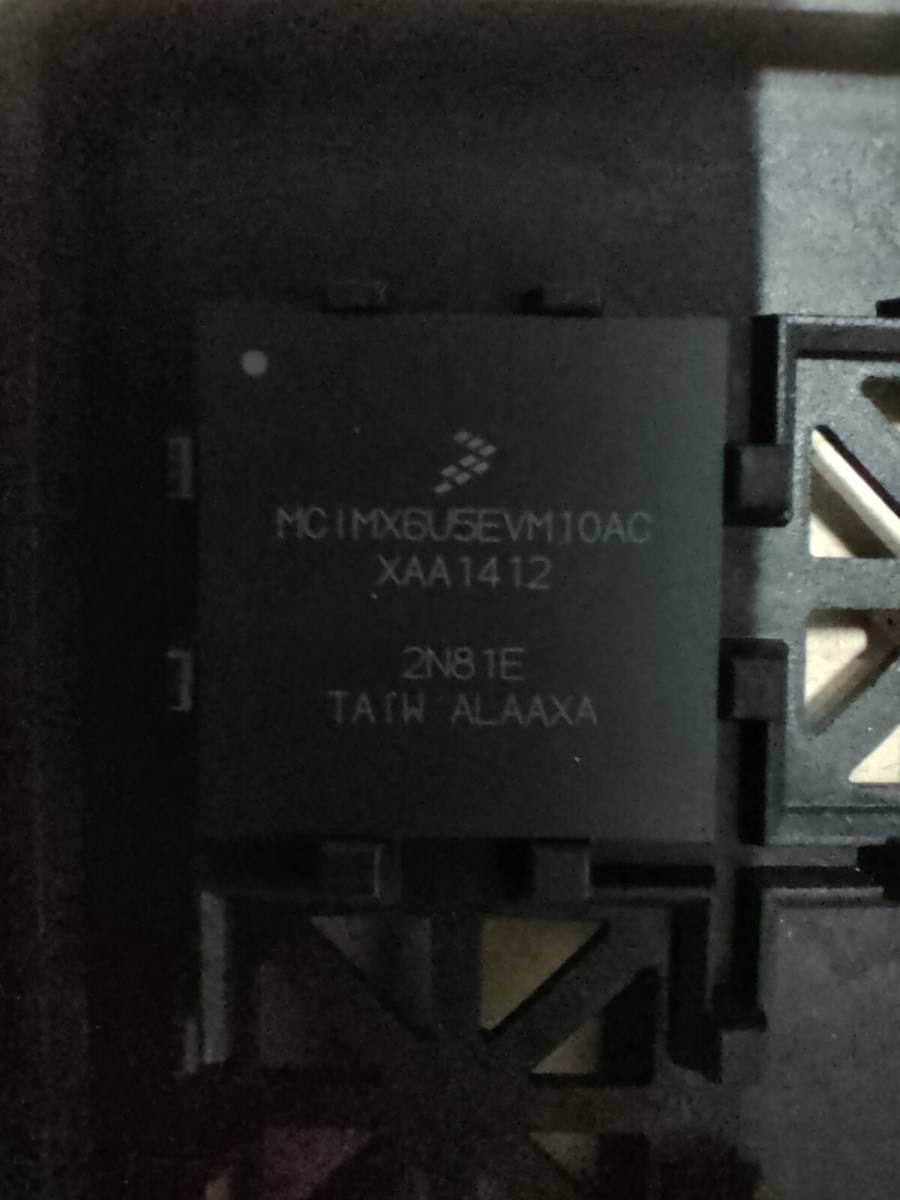 MCIMX6U5EVM10AC
XAA1412
2N81E
TAIW ALAAXA